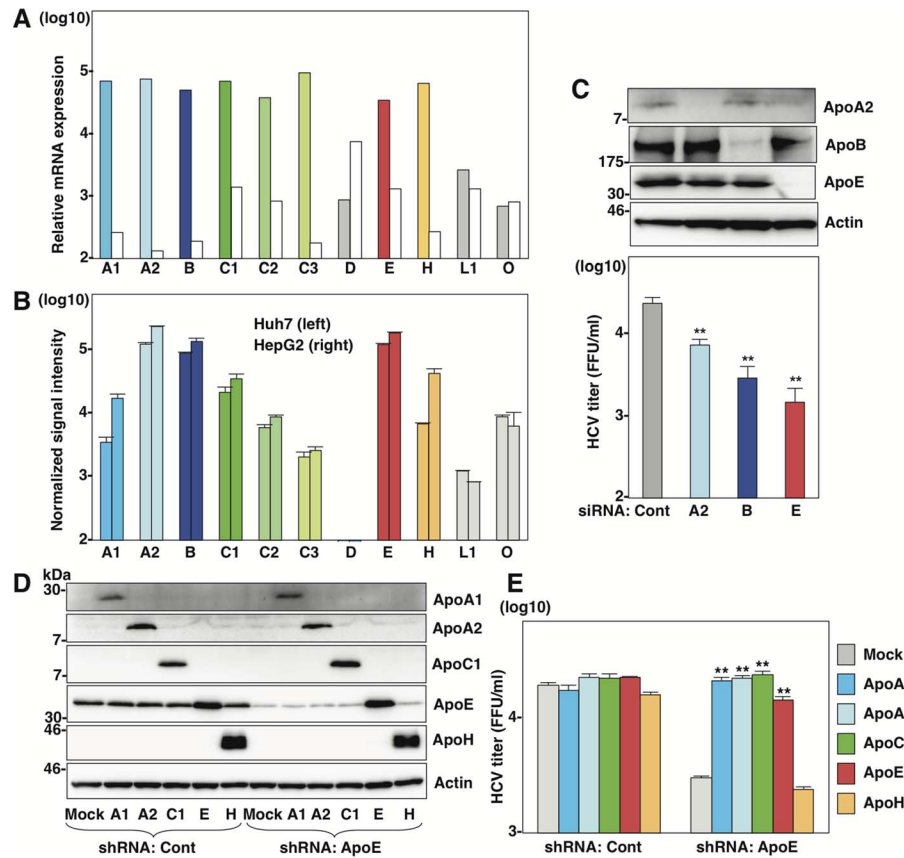 A
(log10)
Relative mRNA expression
5
4
3
2
A1 A2 B C1 C2 C3 D E H L1 O
B
(log10)
Normalized signal intensity
Huh7 (left)
HepG2 (right)
5
4
3
2
A1 A2 B C1 C2 C3 D E H L1 O
C
ApoA2
7-
ApoB
175-
ApoE
30-
46-
Actin
(log10)
HCV titer (FFU/ml)
4
3
2
**
**
**
siRNA: Cont A2 B E
D
kDa
30-
ApoA1
ApoA2
7-
ApoC1
7-
ApoE
30-
46-
ApoH
46-
Actin
Mock A1 A2 C1 E H Mock A1 A2 C1 E H
shRNA: Cont shRNA: ApoE
E
(log10)
HCV titer (FFU/ml)
4
3
** ** **
**
shRNA: Cont shRNA: ApoE
Mock
ApoA
ApoA
ApoC
ApoE
ApoH